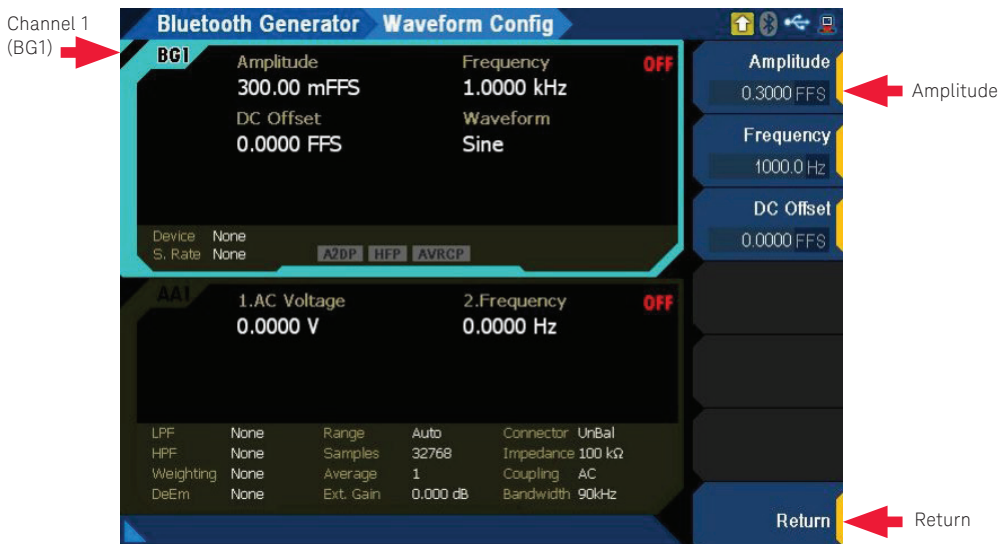 Channel 1
(BG1)
Bluetooth Generator Waveform Config
BG1
Amplitude Frequency OFF
300.00 mFFS 1.0000 kHz
DC Offset Waveform
0.0000 FFS Sine
Device None
S. Rate None A2DP HFP AVRCP
AA1
1.AC Voltage 2.Frequency OFF
0.0000 V 0.0000 Hz
LPF None Range Auto Connector UnBal
HPF None Samples 32768 Impedance 100 kΩ
Weighting None Average 1 Coupling AC
DeEm None Ext. Gain 0.000 dB Bandwidth 90kHz
Amplitude
0.3000 FFS
Frequency
1000.0 Hz
DC Offset
0.0000 FFS
Return
Amplitude
Return